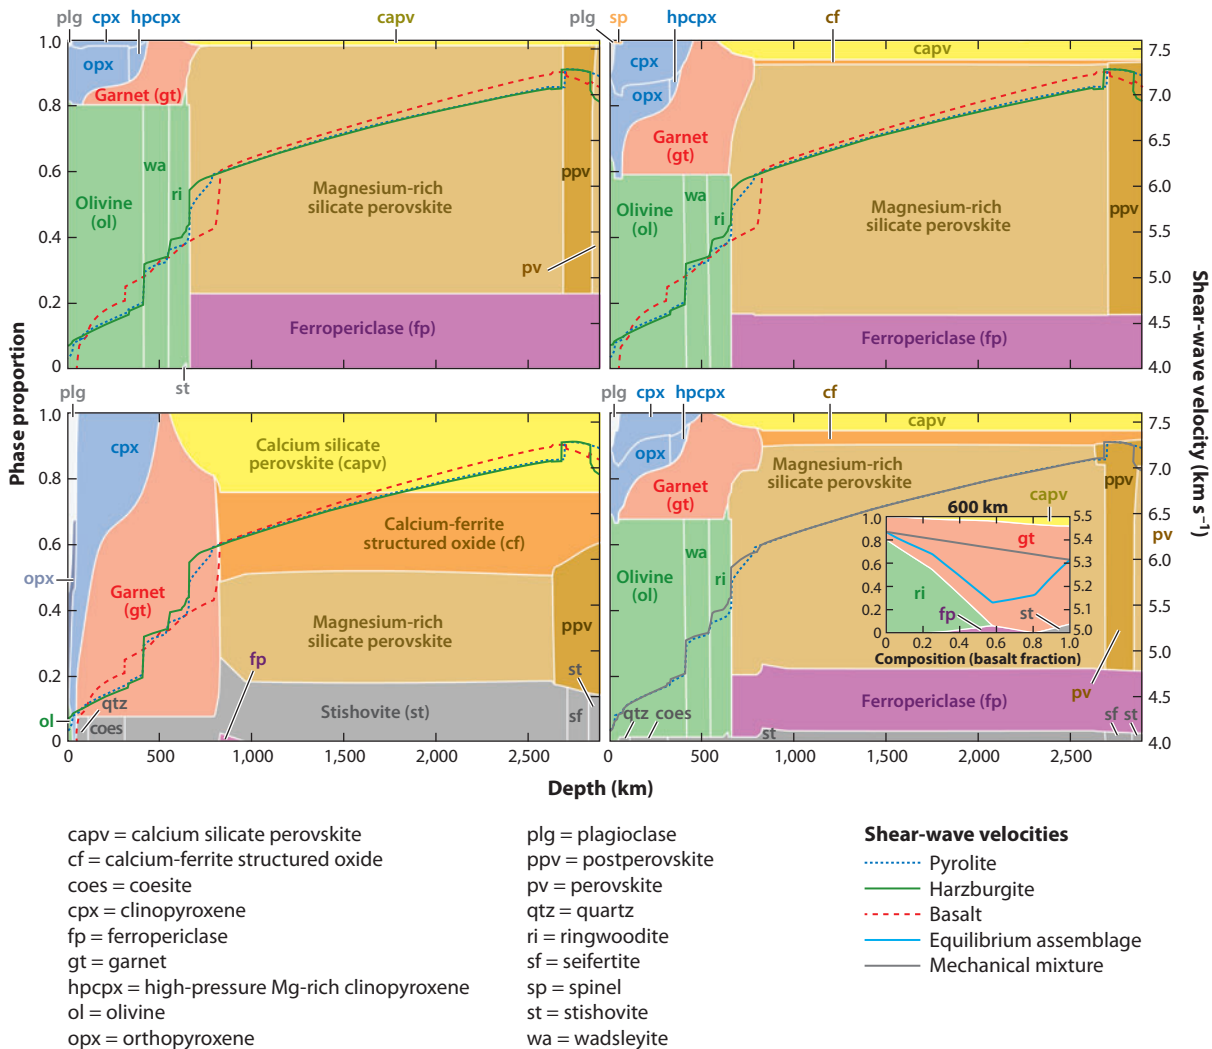 plg cpx hpcpx capv
opx
Garnet (gt)
wa
ri
Olivine
(ol)
Magnesium-rich
silicate perovskite
ppv
pv
Ferropericlase (fp)
st
1.0
0.8
0.6
0.4
0.2
0
plg sp hpcpx cf
capv
cpx
opx
Garnet
(gt)
wa
ri
Olivine
(ol)
Magnesium-rich
silicate perovskite
ppv
Ferropericlase (fp)
7.5
7.0
6.5
6.0
5.5
5.0
4.5
4.0
Phase proportion
Shear-wave velocity (km s–1)
plg
cpx
Calcium silicate
perovskite (capv)
Calcium-ferrite
structured oxide (cf)
opx
Garnet
(gt)
Magnesium-rich
silicate perovskite
ppv
fp
st
ol
qtz
coes
Stishovite (st)
sf
1.0
0.8
0.6
0.4
0.2
0
0 500 1,000 1,500 2,000 2,500
plg cpx hpcpx cf
capv
opx
Magnesium-rich
silicate perovskite
Garnet
(gt)
ppv
wa
ri
Olivine
(ol)
pv
600 km
capv
gt
ri
fp
st
1.0
0.8
0.6
0.4
0.2
0
5.5
5.4
5.3
5.2
5.1
5.0
0 0.2 0.4 0.6 0.8 1.0
Composition (basalt fraction)
pv
Ferropericlase (fp)
qtz coes
st
sf st
7.5
7.0
6.5
6.0
5.5
5.0
4.5
4.0
0 500 1,000 1,500 2,000 2,500
Depth (km)
capv = calcium silicate perovskite
cf = calcium-ferrite structured oxide
coes = coesite
cpx = clinopyroxene
fp = ferropericlase
gt = garnet
hpcpx = high-pressure Mg-rich clinopyroxene
ol = olivine
opx = orthopyroxene
plg = plagioclase
ppv = postperovskite
pv = perovskite
qtz = quartz
ri = ringwoodite
sf = seifertite
sp = spinel
st = stishovite
wa = wadsleyite
Shear-wave velocities
Pyrolite
Harzburgite
Basalt
Equilibrium assemblage
Mechanical mixture